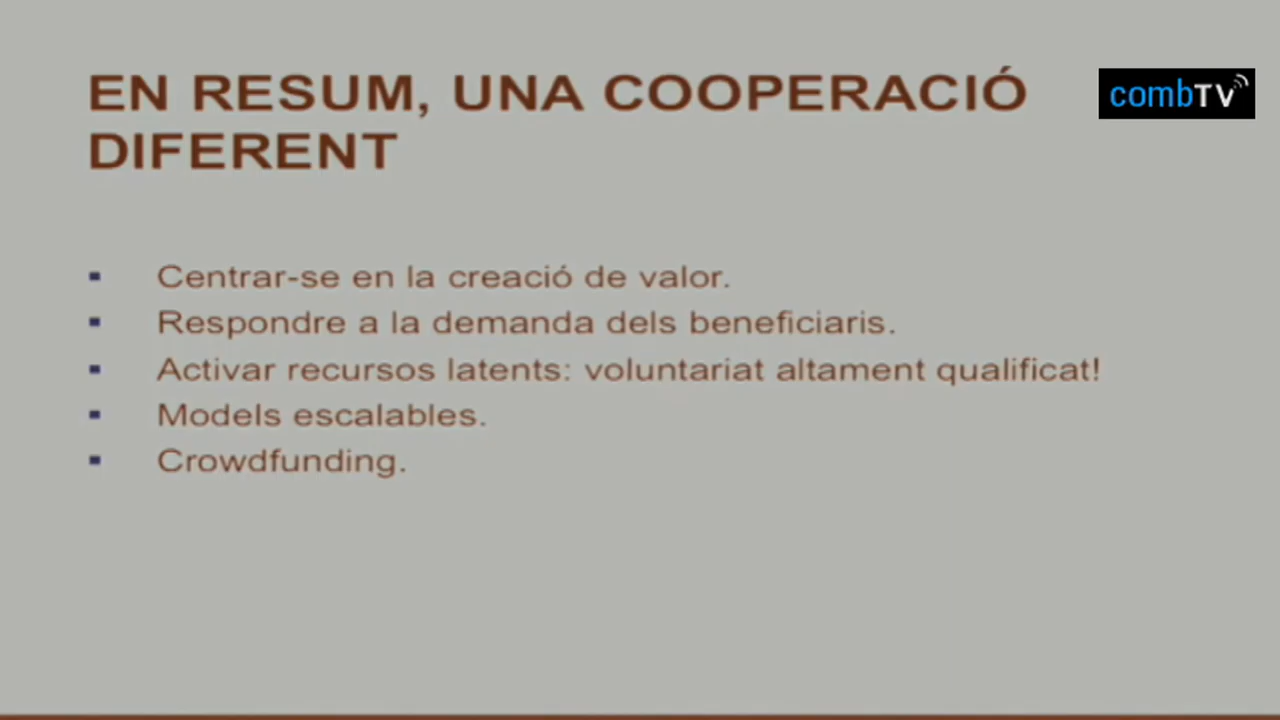 EN RESUM, UNA COOPERACIÓ
DIFERENT
combTV
▪ Centrar-se en la creació de valor.
▪ Respondre a la demanda dels beneficiaris.
▪ Activar recursos latents: voluntariat altament qualificat!
▪ Models escalables.
▪ Crowdfunding.